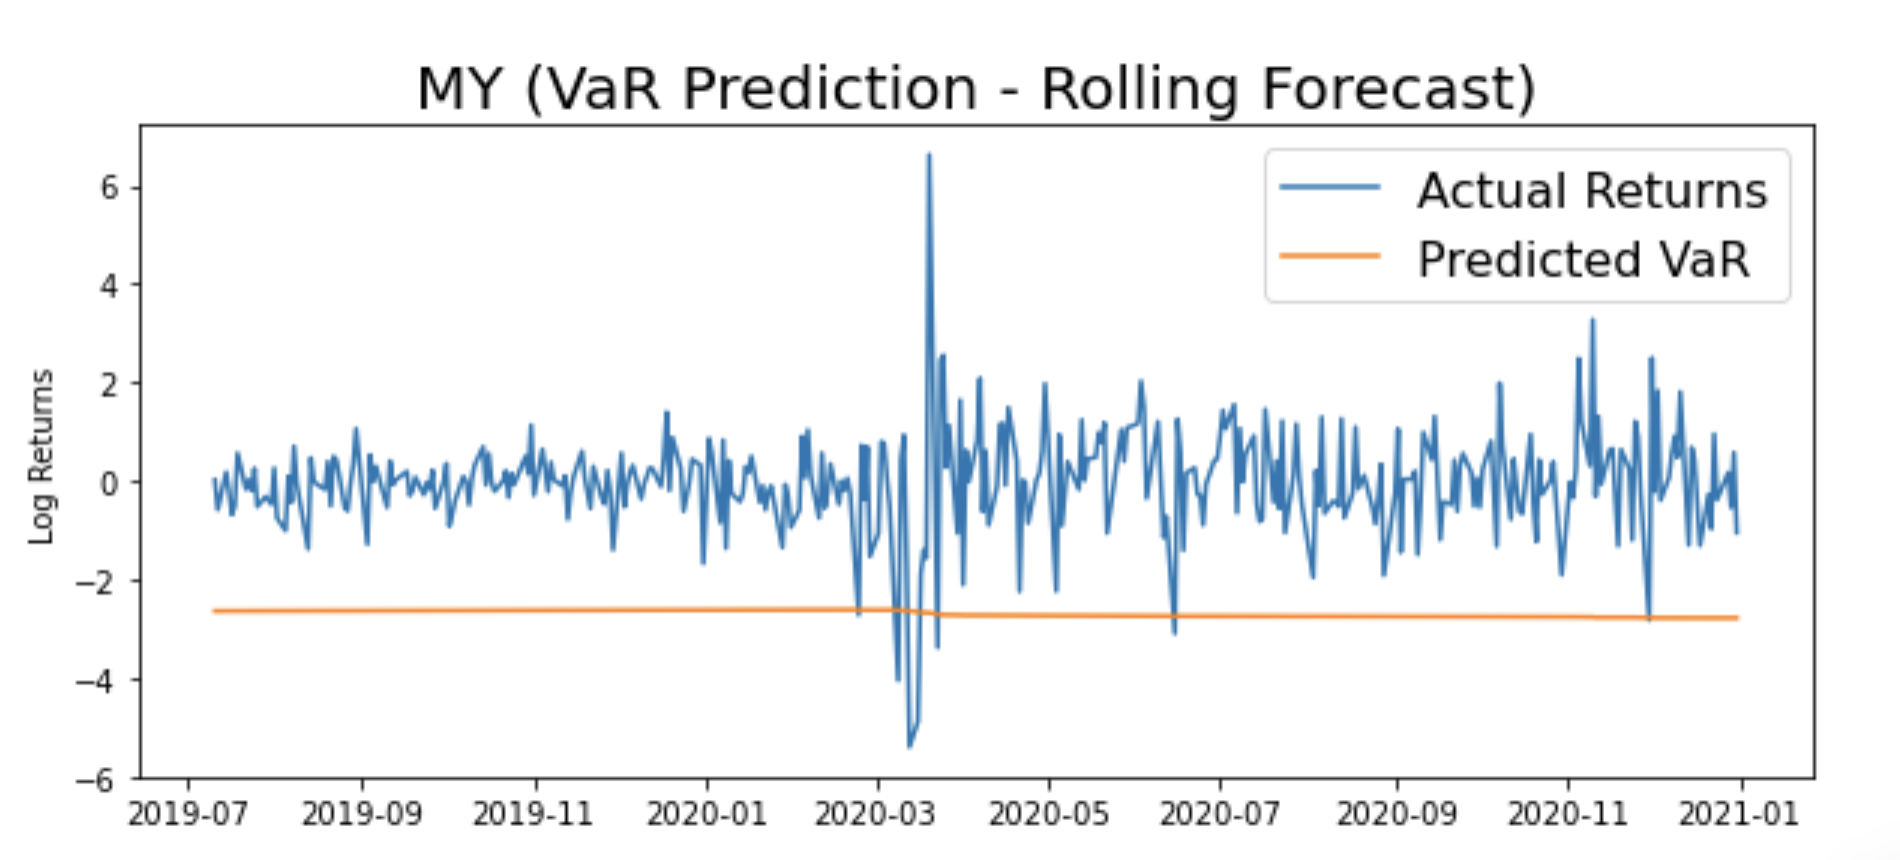 MY (VaR Prediction - Rolling Forecast)
Actual Returns
Predicted VaR
Log Returns
6
4
2
0
−2
−4
−6
2019-07 2019-09 2019-11 2020-01 2020-03 2020-05 2020-07 2020-09 2020-11 2021-01